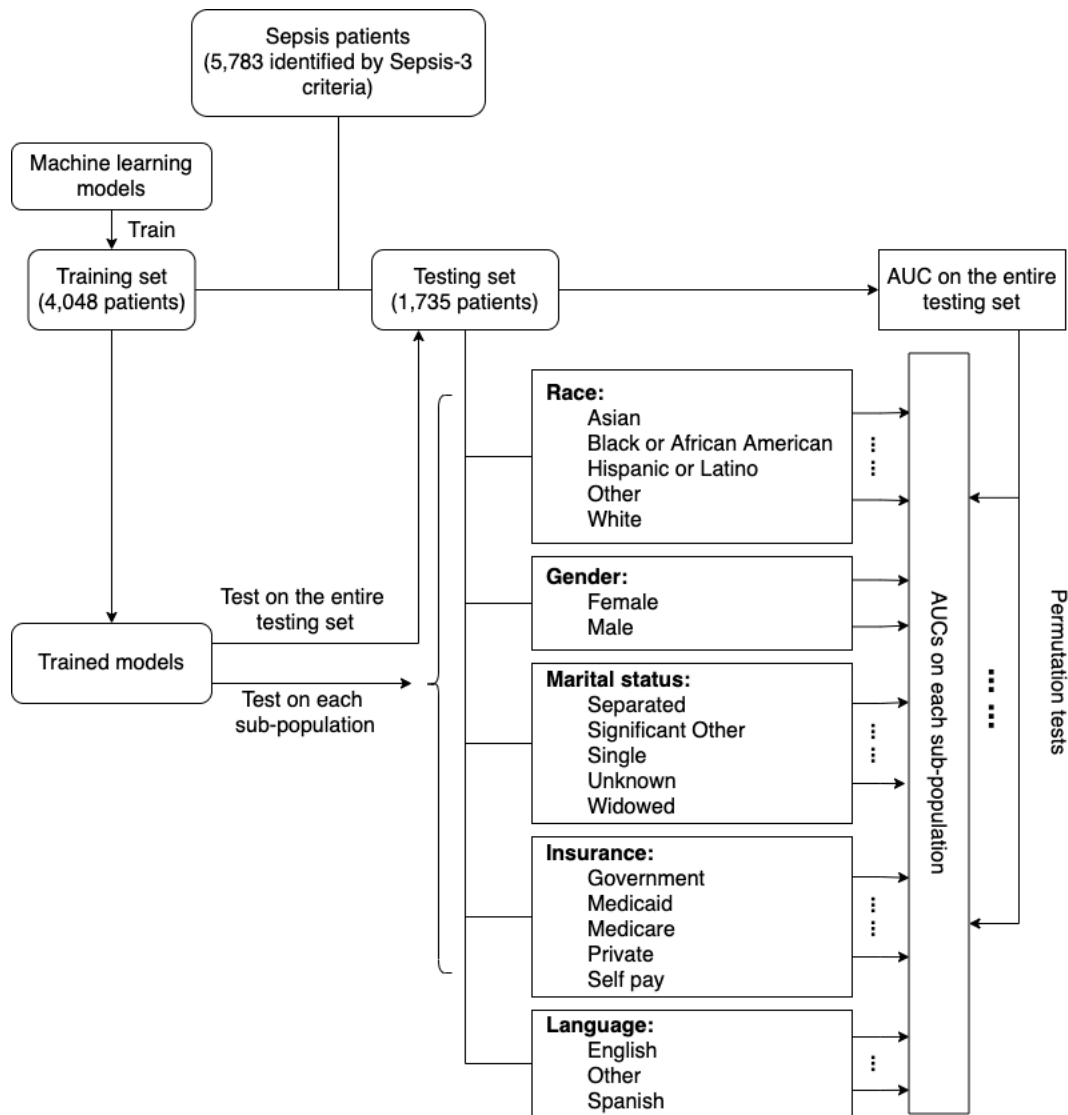 Sepsis patients
(5,783 identified by Sepsis-3
criteria)
Machine learning
models
Train
Training set
(4,048 patients)
Testing set
(1,735 patients)
AUC on the entire
testing set
Race:
Asian
Black or African American
Hispanic or Latino
Other
White
Gender:
Female
Male
Test on the entire
testing set
Trained models
Test on each
sub-population
Marital status:
Separated
Significant Other
Single
Unknown
Widowed
Insurance:
Government
Medicaid
Medicare
Private
Self pay
Language:
English
Other
Spanish
AUCs on each sub-population
Permutation tests